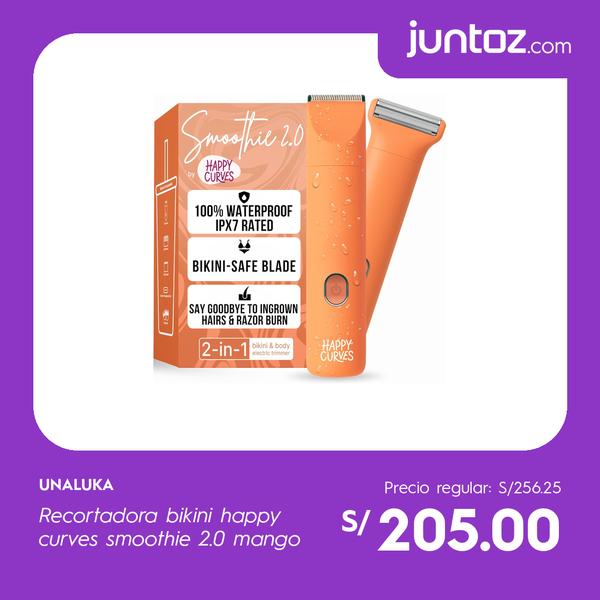 juntoz.com
Smoothie 2.0
by HAPPY
CURVES
100% WATERPROOF
IPX7 RATED
BIKINI-SAFE BLADE
SAY GOODBYE TO INGROWN
HAIRS & RAZOR BURN
2-in-1 bikini & body
electric trimmer
HAPPY
CURVES
UNALUKA
Recortadora bikini happy
curves smoothie 2.0 mango
Precio regular: S/256.25
S/ 205.00